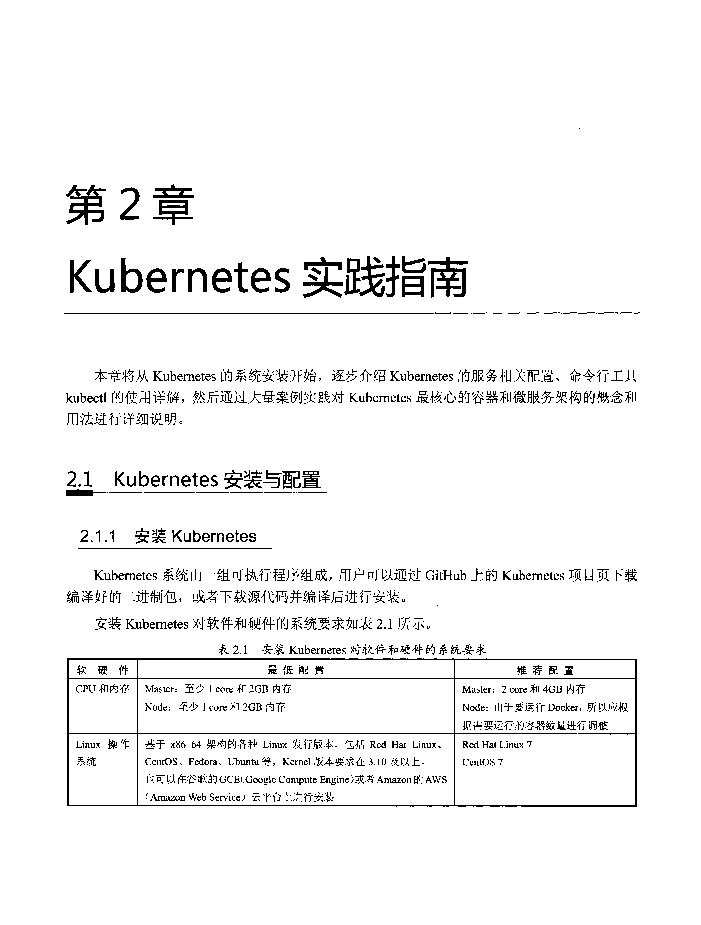 第 2 章
Kubernetes 实践指南
本章将从 Kubernetes 的系统安装开始，逐步介绍 Kubernetes 的服务相关配置、命令行工具
kubectl 的使用详解，然后通过大量案例实践对 Kubernetes 最核心的容器和微服务架构的概念和
用法进行详细说明。
2.1 Kubernetes 安装与配置
2.1.1 安装 Kubernetes
Kubernetes 系统由一组可执行程序组成，用户可以通过 GitHub 上的 Kubernetes 项目页下载
编译好的二进制包，或者下载源代码并编译后进行安装。
安装 Kubernetes 对软件和硬件的系统要求如表 2.1 所示。
表 2.1 安装 Kubernetes 对软件和硬件的系统要求
软 硬 件 最 低 配 置 推 荐 配 置
CPU 和内存 Master：至少 1 core 和 2GB 内存 Master：2 core 和 4GB 内存
Node：至少 1 core 和 2GB 内存 Node：由于要运行 Docker，所以应根
据需要运行的容器数量进行调整
Linux 操作 基于 x86_64 架构的各种 Linux 发行版本，包括 Red Hat Linux、 Red Hat Linux 7
系统 CentOS、Fedora、Ubuntu 等，Kernel 版本要求在 3.10 及以上。 CentOS 7
也可以在谷歌的 GCE(Google Compute Engine)或者 Amazon 的 AWS
（Amazon Web Service）云平台上进行安装